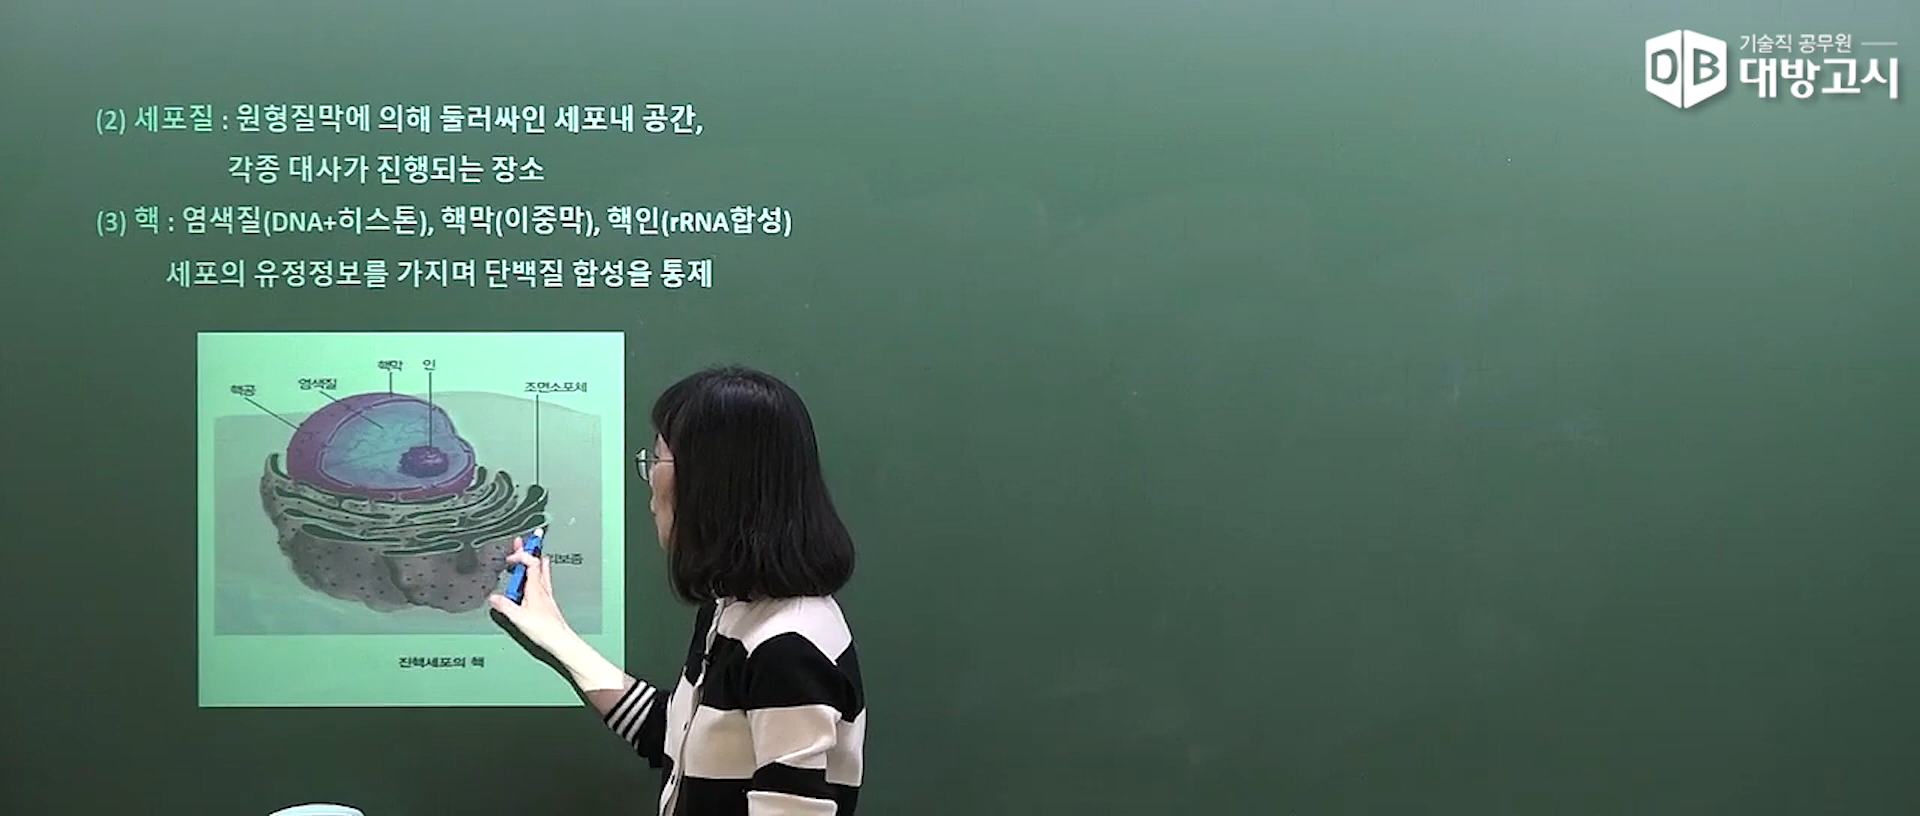 기술직 공무원
DB 대방고시
(2) 세포질 : 원형질막에 의해 둘러싸인 세포내 공간,
각종 대사가 진행되는 장소
(3) 핵 : 염색질(DNA+히스톤), 핵막(이중막), 핵인(rRNA합성)
세포의 유정정보를 가지며 단백질 합성을 통제
핵막 인
핵공 염색질 조면소포체
리보좀
진핵세포의 핵